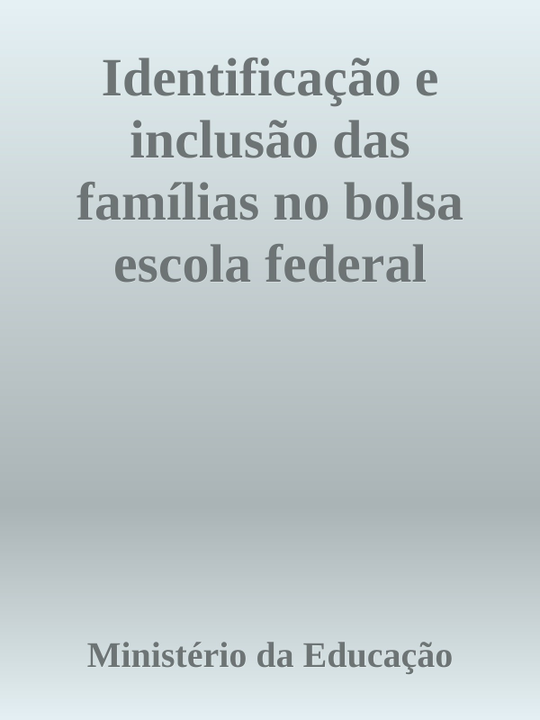 Identificação e
inclusão das
famílias no bolsa
escola federal
Ministério da Educação